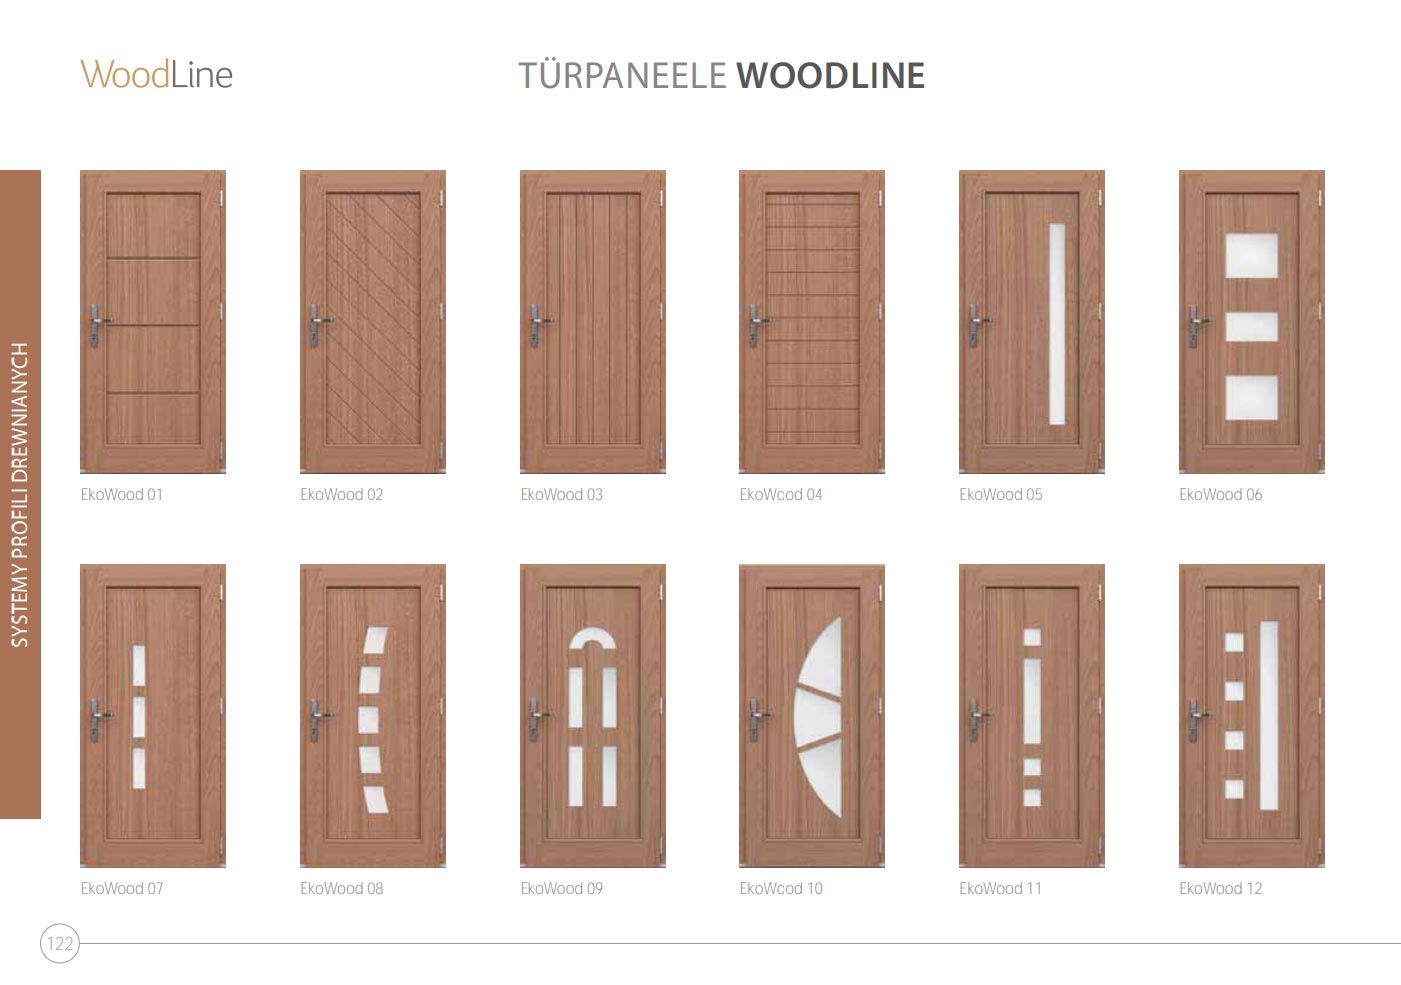 WoodLine
TÜRPANEELE WOODLINE
SYSTEMY PROFILI DREWNIANYCH
EkoWood 01
EkoWood 02
EkoWood 03
EkoWood 04
EkoWood 05
EkoWood 06
EkoWood 07
EkoWood 08
EkoWood 09
EkoWood 10
EkoWood 11
EkoWood 12
122